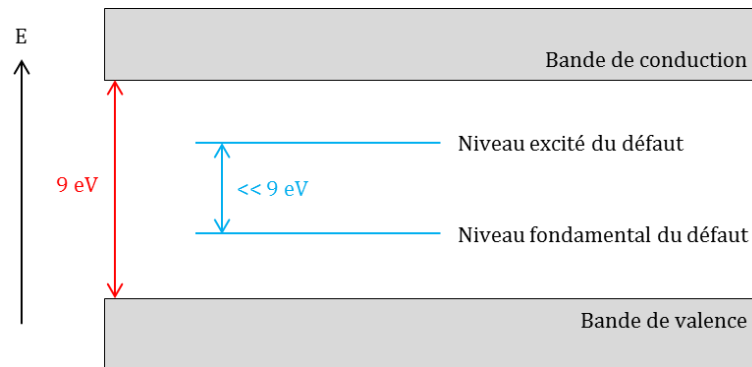 E
Bande de conduction
Niveau excité du défaut
9 eV
<< 9 eV
Niveau fondamental du défaut
Bande de valence